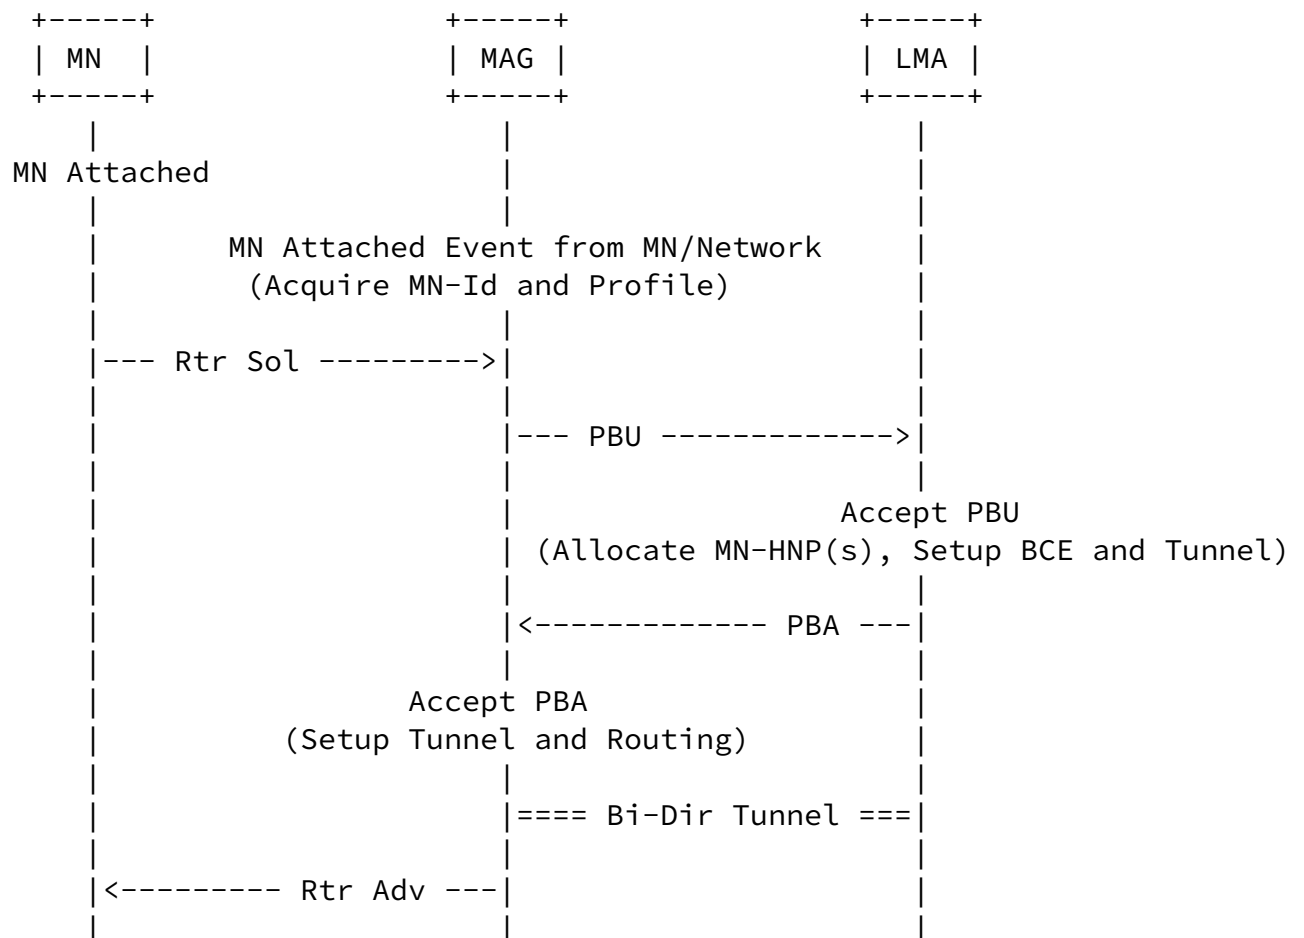 MN MAG LMA
MN Attached
MN Attached Event from MN/Network
(Acquire MN-Id and Profile)
--- Rtr Sol --------->
--- PBU ------------->
Accept PBU
(Allocate MN-HNP(s), Setup BCE and Tunnel)
<------------- PBA ---
Accept PBA
(Setup Tunnel and Routing)
==== Bi-Dir Tunnel ===
<--------- Rtr Adv ---